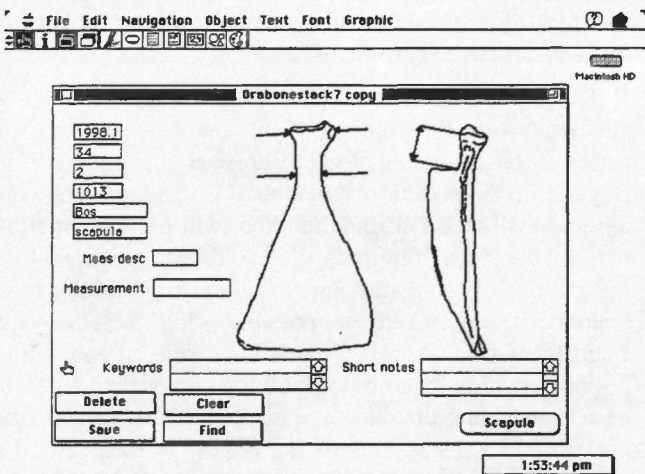 File Edit Navigation Object Text Font Graphic
Macintosh HD
Orabonestack7 copy
1998.1
34
2
1013
Bos
scapula
Meas desc
Measurement
Keywords
Short notes
Delete
Clear
Save
Find
Scapula
1:53:44 pm